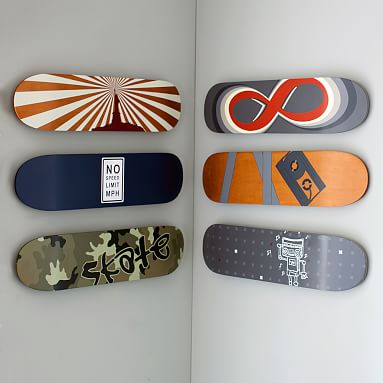 NO
SPEED
LIMIT
MPH
skate